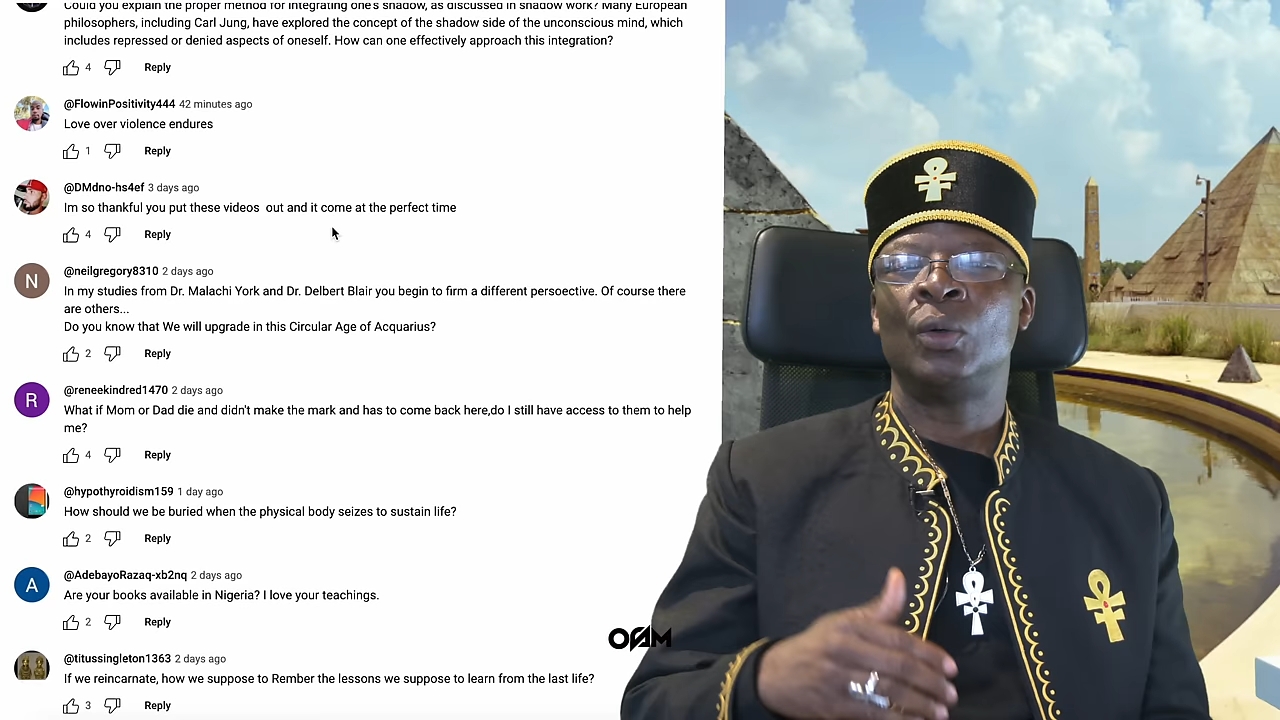 Could you explain the proper method for integrating one's shadow, as discussed in shadow work? Many European
philosophers, including Carl Jung, have explored the concept of the shadow side of the unconscious mind, which
includes repressed or denied aspects of oneself. How can one effectively approach this integration?
4 Reply
@FlowinPositivity444 42 minutes ago
Love over violence endures
1 Reply
@DMdno-hs4ef 3 days ago
Im so thankful you put these videos out and it come at the perfect time
4 Reply
N
@neilgregory8310 2 days ago
In my studies from Dr. Malachi York and Dr. Delbert Blair you begin to firm a different persoective. Of course there
are others...
Do you know that We will upgrade in this Circular Age of Acquarius?
2 Reply
R
@reneekindred1470 2 days ago
What if Mom or Dad die and didn't make the mark and has to come back here,do I still have access to them to help
me?
4 Reply
@hypothyroidism159 1 day ago
How should we be buried when the physical body seizes to sustain life?
2 Reply
A
@AdebayoRazaq-xb2nq 2 days ago
Are your books available in Nigeria? I love your teachings.
2 Reply
@titussingleton1363 2 days ago
If we reincarnate, how we suppose to Rember the lessons we suppose to learn from the last life?
3 Reply